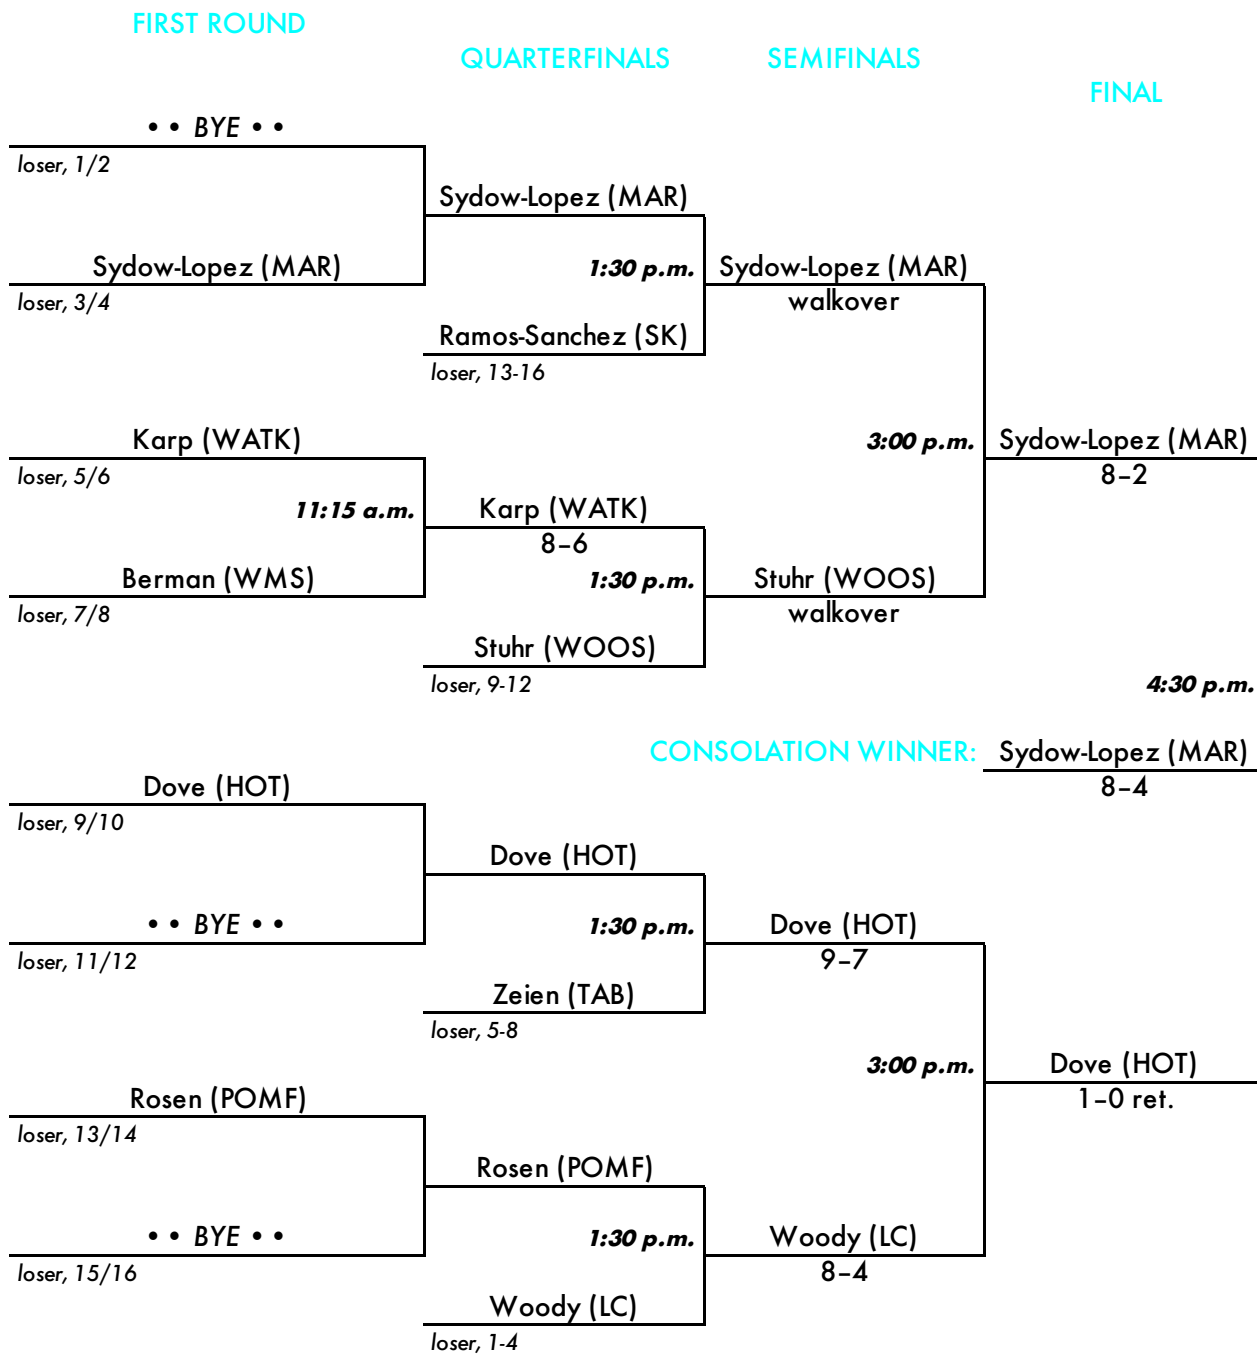 FIRST ROUND
QUARTERFINALS
SEMIFINALS
FINAL
• • BYE • •
loser, 1/2
Sydow-Lopez (MAR)
Sydow-Lopez (MAR)
1:30 p.m.
Sydow-Lopez (MAR)
loser, 3/4
walkover
Ramos-Sanchez (SK)
loser, 13-16
Karp (WATK)
3:00 p.m.
Sydow-Lopez (MAR)
loser, 5/6
8–2
11:15 a.m.
Karp (WATK)
8–6
Berman (WMS)
1:30 p.m.
Stuhr (WOOS)
loser, 7/8
walkover
Stuhr (WOOS)
loser, 9-12
4:30 p.m.
CONSOLATION WINNER:
Sydow-Lopez (MAR)
8–4
Dove (HOT)
loser, 9/10
Dove (HOT)
• • BYE • •
1:30 p.m.
Dove (HOT)
loser, 11/12
9–7
Zeien (TAB)
loser, 5-8
3:00 p.m.
Dove (HOT)
1–0 ret.
Rosen (POMF)
loser, 13/14
Rosen (POMF)
• • BYE • •
1:30 p.m.
Woody (LC)
loser, 15/16
8–4
Woody (LC)
loser, 1-4